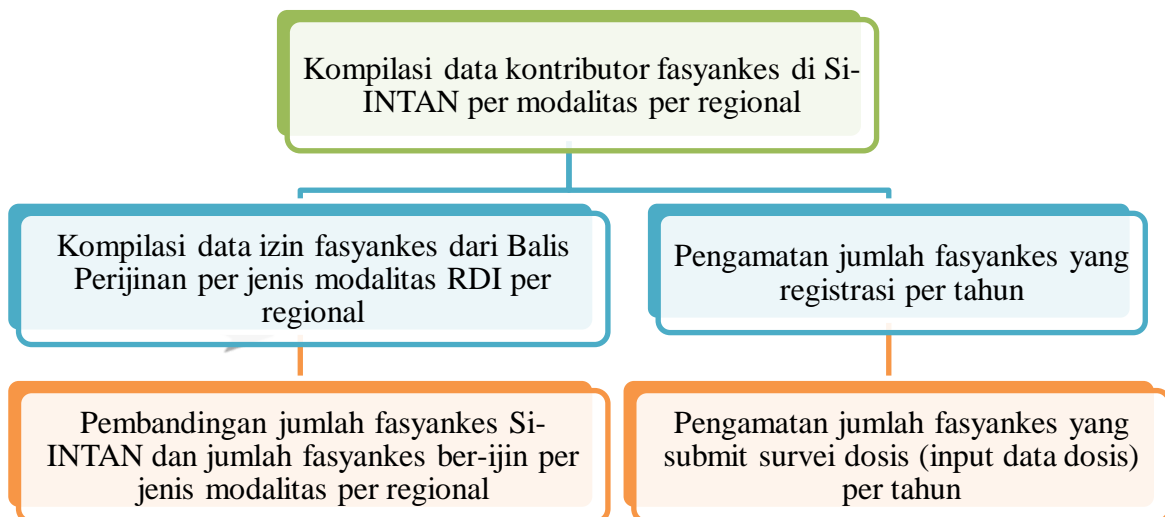 Kompilasi data kontributor fasyankes di Si-
INTAN per modalitas per regional
Kompilasi data izin fasyankes dari Balis
Perijinan per jenis modalitas RDI per
regional
Pengamatan jumlah fasyankes yang
registrasi per tahun
Pembandingan jumlah fasyankes Si-
INTAN dan jumlah fasyankes ber-ijin per
jenis modalitas per regional
Pengamatan jumlah fasyankes yang
submit survei dosis (input data dosis)
per tahun